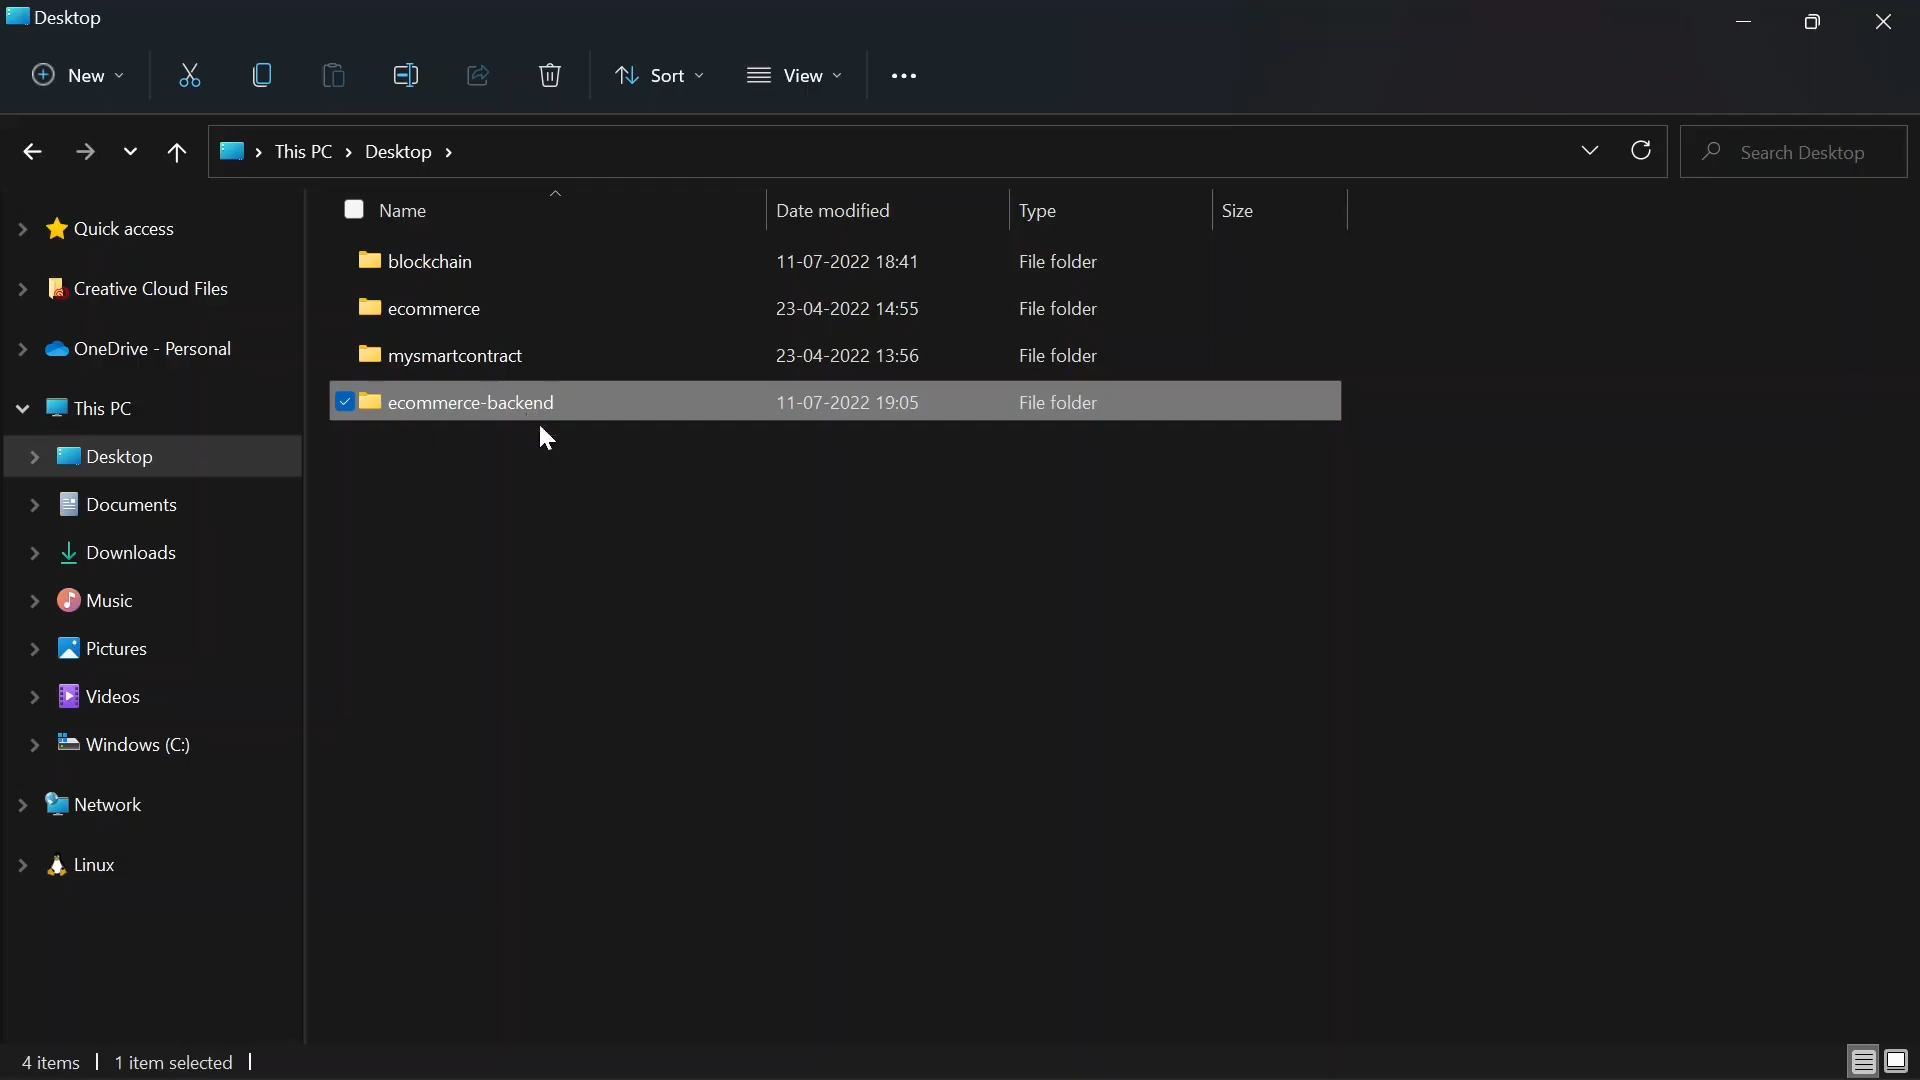 Desktop
New
Sort
View
This PC
Desktop
Search Desktop
Quick access
Creative Cloud Files
OneDrive - Personal
This PC
Desktop
Documents
Downloads
Music
Pictures
Videos
Windows (C:)
Network
Linux
Name Date modified Type Size
blockchain 11-07-2022 18:41 File folder
ecommerce 23-04-2022 14:55 File folder
mysmartcontract 23-04-2022 13:56 File folder
ecommerce-backend 11-07-2022 19:05 File folder
4 items
1 item selected